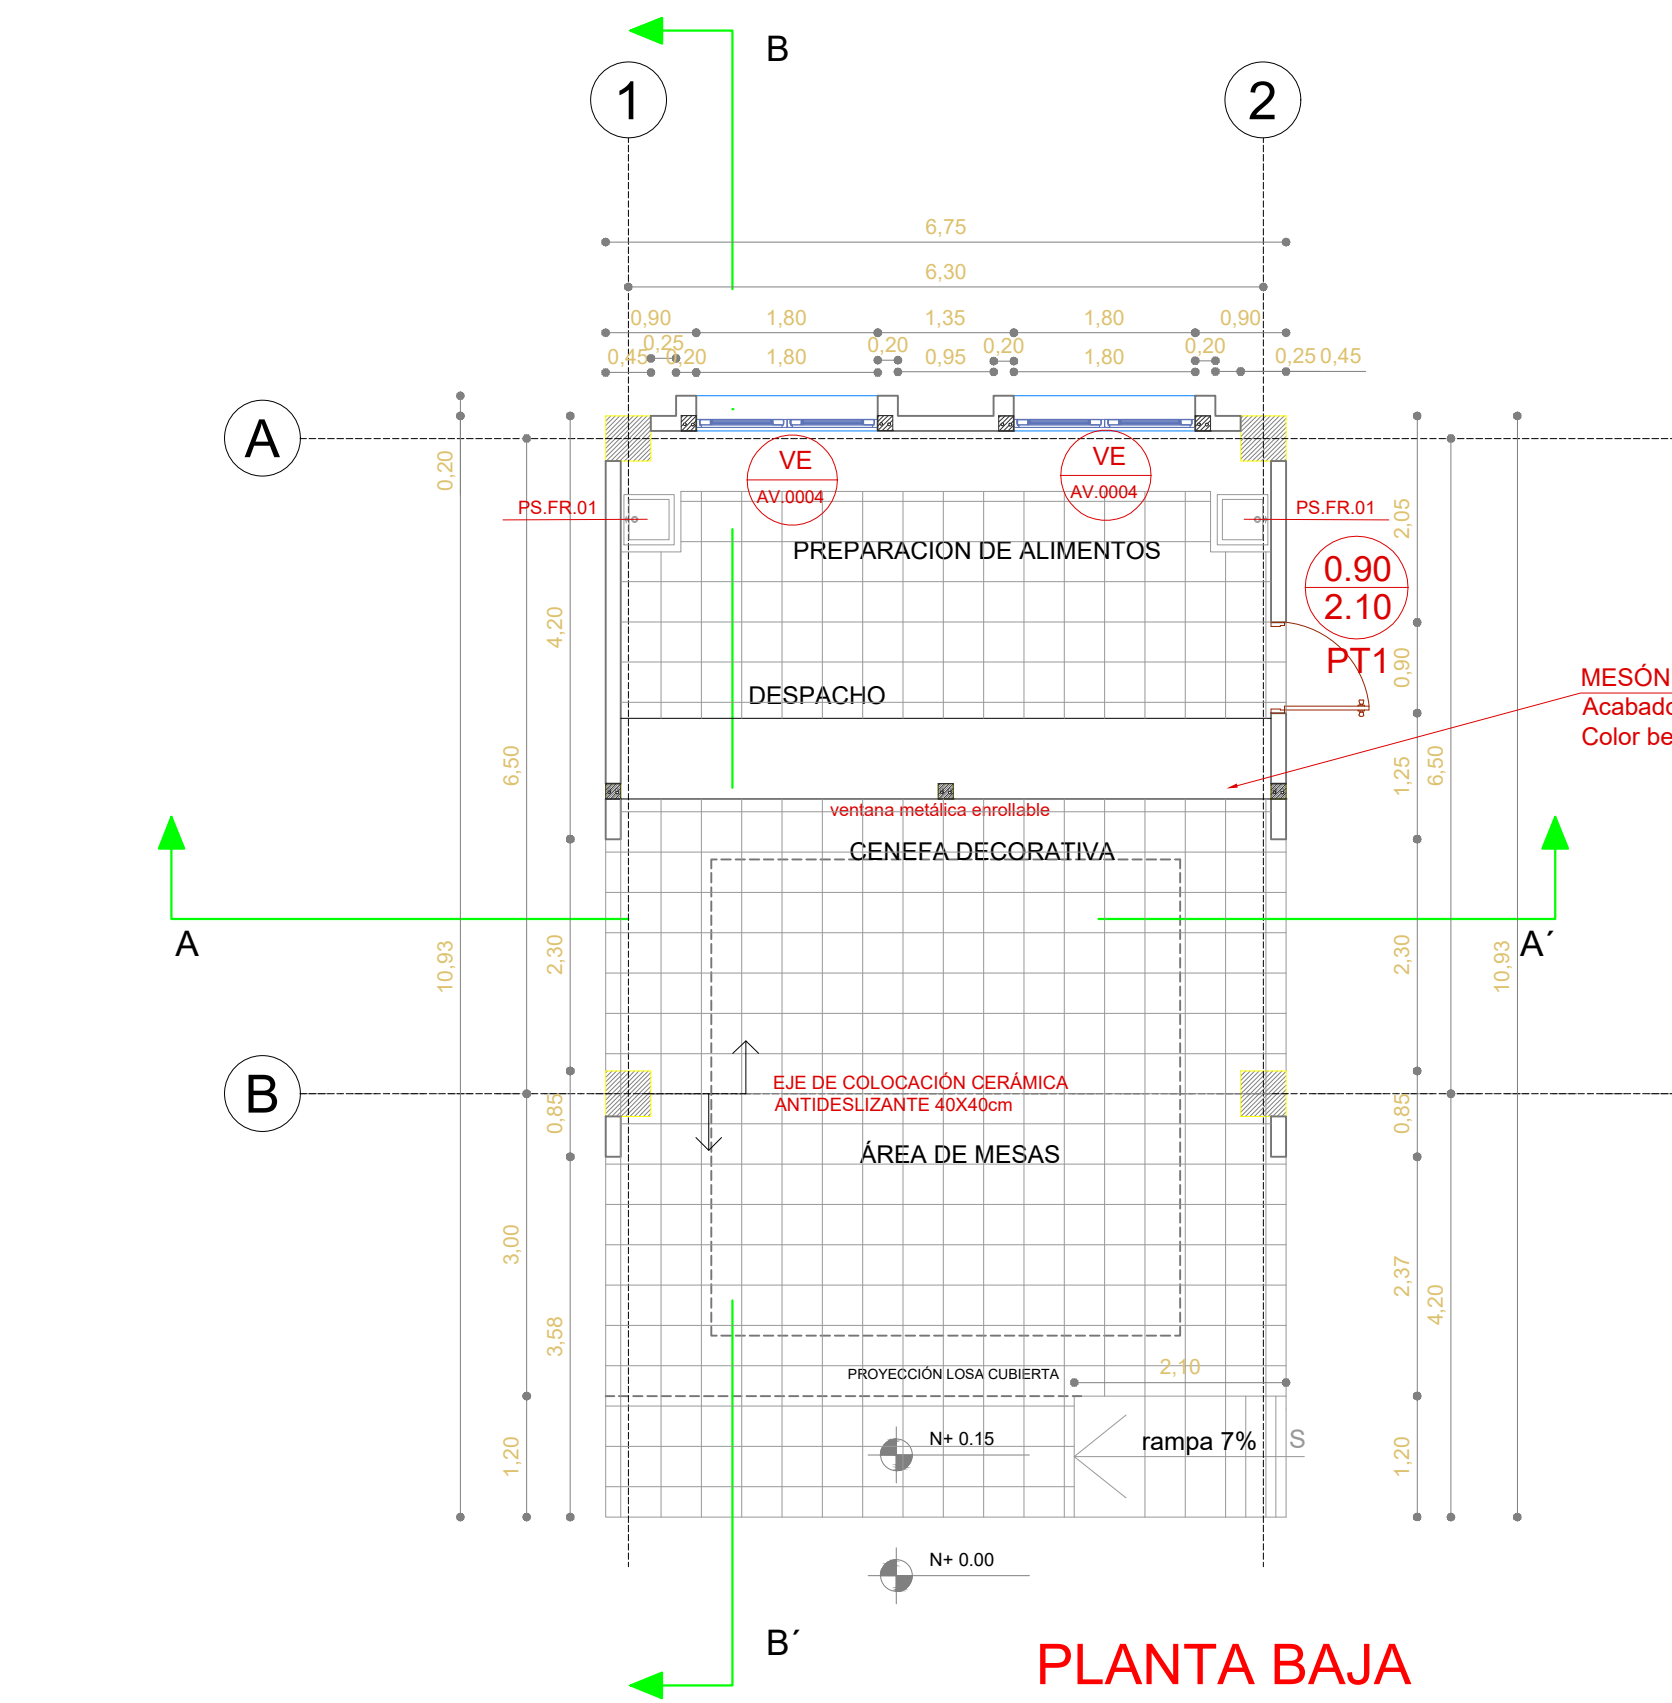 B
1
2
6,75
6,30
0,90
1,80
1,35
1,80
0,90
0,45
0,25
0,20
1,80
0,20
0,95
0,20
1,80
0,20
0,25
0,45
A
0,20
VE
AV.0004
VE
AV.0004
PS.FR.01
PS.FR.01
2,05
PREPARACION DE ALIMENTOS
0.90
2.10
4,20
PT1
0,90
MESÓN
Acabado
Color be
DESPACHO
6,50
1,25
6,50
ventana metálica enrollable
CENEFA DECORATIVA
A
A´
10,93
2,30
2,30
10,93
B
EJE DE COLOCACIÓN CERÁMICA
ANTIDESLIZANTE 40X40cm
0,85
0,85
ÁREA DE MESAS
3,00
2,37
4,20
3,58
PROYECCIÓN LOSA CUBIERTA
2,10
N+ 0.15
rampa 7%
S
1,20
1,20
N+ 0.00
B´
PLANTA BAJA